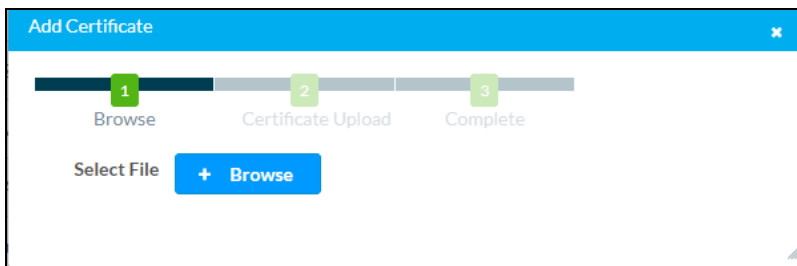 Add Certificate
1 2 3
Browse Certificate Upload Complete
Select File + Browse